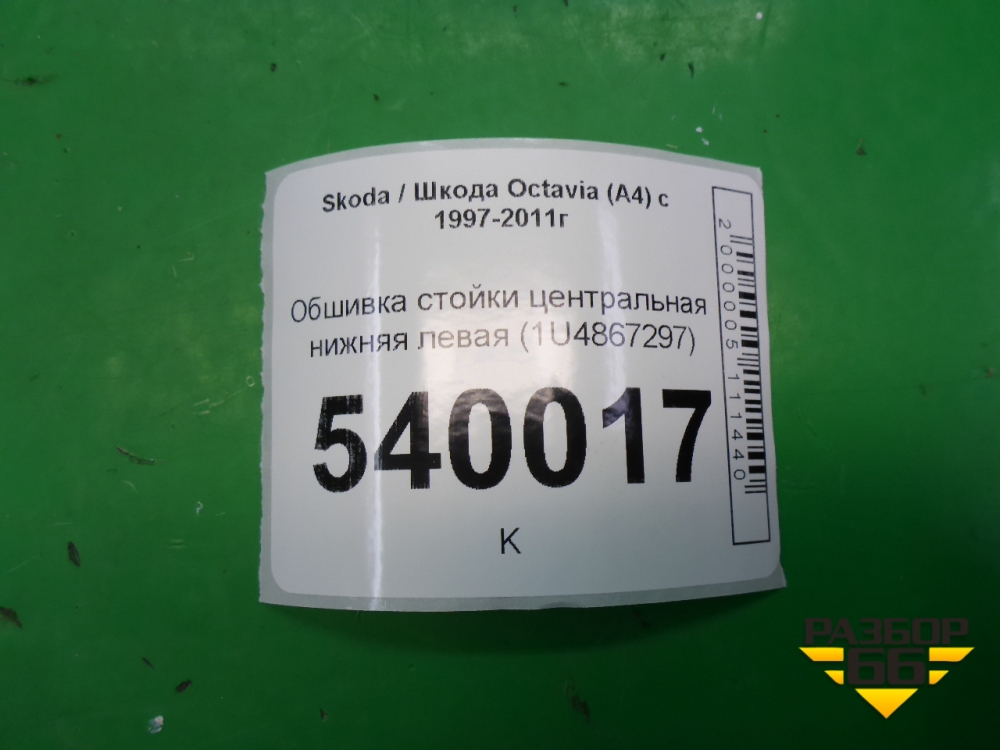 Skoda / Шкода Octavia (A4) с
1997-2011г
Обшивка стойки центральная
нижняя левая (1U4867297)
540017
К
2000005111440
РАЗБОР
66